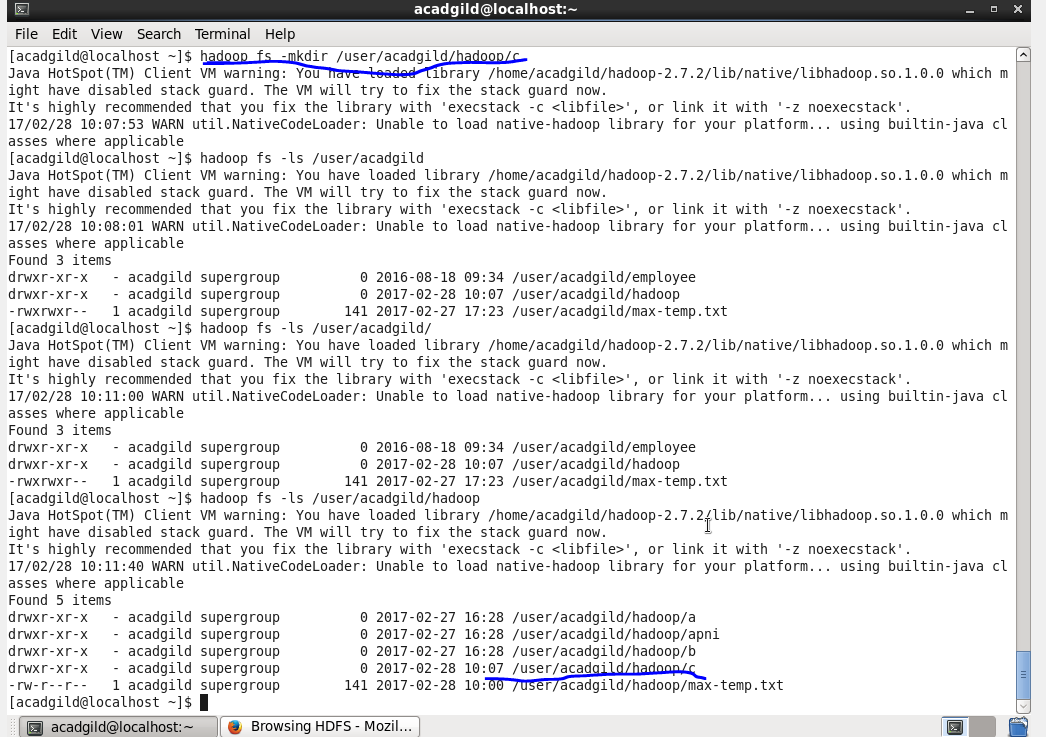 acadgild@localhost:~
File Edit View Search Terminal Help
[acadgild@localhost ~]$ hadoop fs -mkdir /user/acadgild/hadoop/c
Java HotSpot(TM) Client VM warning: You have loaded library /home/acadgild/hadoop-2.7.2/lib/native/libhadoop.so.1.0.0 which m
ight have disabled stack guard. The VM will try to fix the stack guard now.
It's highly recommended that you fix the library with 'execstack -c <libfile>', or link it with '-z noexecstack'.
17/02/28 10:07:53 WARN util.NativeCodeLoader: Unable to load native-hadoop library for your platform... using builtin-java cl
asses where applicable
[acadgild@localhost ~]$ hadoop fs -ls /user/acadgild
Java HotSpot(TM) Client VM warning: You have loaded library /home/acadgild/hadoop-2.7.2/lib/native/libhadoop.so.1.0.0 which m
ight have disabled stack guard. The VM will try to fix the stack guard now.
It's highly recommended that you fix the library with 'execstack -c <libfile>', or link it with '-z noexecstack'.
17/02/28 10:08:01 WARN util.NativeCodeLoader: Unable to load native-hadoop library for your platform... using builtin-java cl
asses where applicable
Found 3 items
drwxr-xr-x   - acadgild supergroup          0 2016-08-18 09:34 /user/acadgild/employee
drwxr-xr-x   - acadgild supergroup          0 2017-02-28 10:07 /user/acadgild/hadoop
-rwxrwxr--   1 acadgild supergroup        141 2017-02-27 17:23 /user/acadgild/max-temp.txt
[acadgild@localhost ~]$ hadoop fs -ls /user/acadgild/
Java HotSpot(TM) Client VM warning: You have loaded library /home/acadgild/hadoop-2.7.2/lib/native/libhadoop.so.1.0.0 which m
ight have disabled stack guard. The VM will try to fix the stack guard now.
It's highly recommended that you fix the library with 'execstack -c <libfile>', or link it with '-z noexecstack'.
17/02/28 10:11:00 WARN util.NativeCodeLoader: Unable to load native-hadoop library for your platform... using builtin-java cl
asses where applicable
Found 3 items
drwxr-xr-x   - acadgild supergroup          0 2016-08-18 09:34 /user/acadgild/employee
drwxr-xr-x   - acadgild supergroup          0 2017-02-28 10:07 /user/acadgild/hadoop
-rwxrwxr--   1 acadgild supergroup        141 2017-02-27 17:23 /user/acadgild/max-temp.txt
[acadgild@localhost ~]$ hadoop fs -ls /user/acadgild/hadoop
Java HotSpot(TM) Client VM warning: You have loaded library /home/acadgild/hadoop-2.7.2/lib/native/libhadoop.so.1.0.0 which m
ight have disabled stack guard. The VM will try to fix the stack guard now.
It's highly recommended that you fix the library with 'execstack -c <libfile>', or link it with '-z noexecstack'.
17/02/28 10:11:40 WARN util.NativeCodeLoader: Unable to load native-hadoop library for your platform... using builtin-java cl
asses where applicable
Found 5 items
drwxr-xr-x   - acadgild supergroup          0 2017-02-27 16:28 /user/acadgild/hadoop/a
drwxr-xr-x   - acadgild supergroup          0 2017-02-27 16:28 /user/acadgild/hadoop/apni
drwxr-xr-x   - acadgild supergroup          0 2017-02-27 16:28 /user/acadgild/hadoop/b
drwxr-xr-x   - acadgild supergroup          0 2017-02-28 10:07 /user/acadgild/hadoop/c
-rw-r--r--   1 acadgild supergroup        141 2017-02-28 10:00 /user/acadgild/hadoop/max-temp.txt
[acadgild@localhost ~]$
acadgild@localhost:~ Browsing HDFS - Mozil...